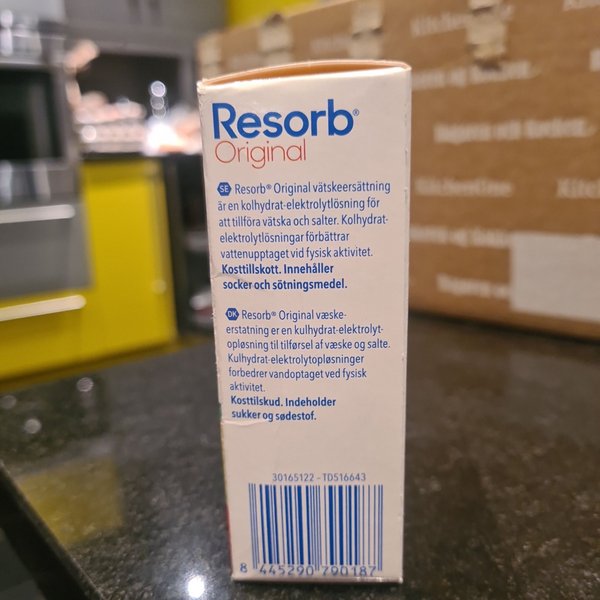 Resorb®
Original
SE Resorb® Original vätskeersättning
är en kolhydrat-elektrolytlösning för
att tillföra vätska och salter. Kolhydrat-
elektrolytlösningar förbättrar
vattenupptaget vid fysisk aktivitet.
Kosttillskott. Innehåller
socker och sötningsmedel.
DK Resorb® Original væske-
erstatning er en kulhydrat-elektrolyt-
opløsning til tilførsel af væske og salte.
Kulhydrat-elektrolytopløsninger
forbedrer vandoptaget ved fysisk
aktivitet.
Kosttilskud. Indeholder
sukker og sødestof.
30165122 - TD516643
8 445290 790187